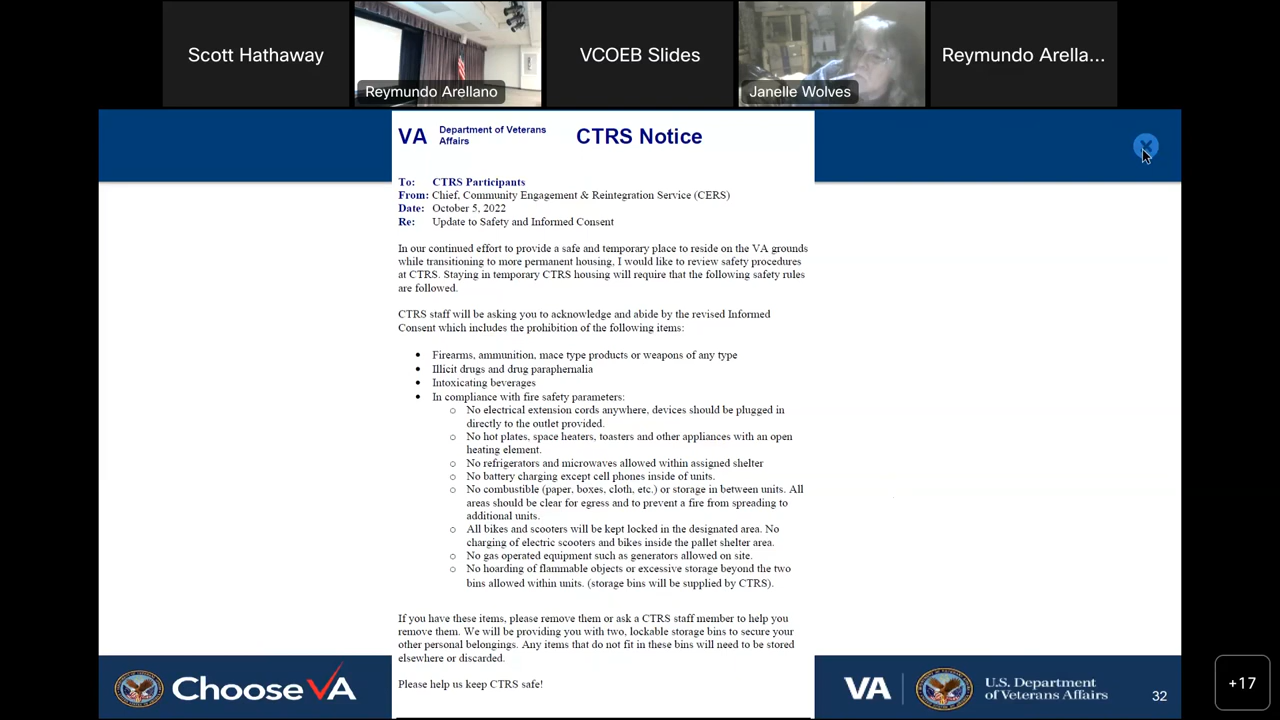 Scott Hathaway
Reymundo Arellano
VCOEB Slides
Janelle Wolves
Reymundo Arella...
VA
Department of Veterans
Affairs
CTRS Notice
To: CTRS Participants
From: Chief, Community Engagement & Reintegration Service (CERS)
Date: October 5, 2022
Re: Update to Safety and Informed Consent
In our continued effort to provide a safe and temporary place to reside on the VA grounds
while transitioning to more permanent housing, I would like to review safety procedures
at CTRS. Staying in temporary CTRS housing will require that the following safety rules
are followed.
CTRS staff will be asking you to acknowledge and abide by the revised Informed
Consent which includes the prohibition of the following items:
• Firearms, ammunition, mace type products or weapons of any type
• Illicit drugs and drug paraphernalia
• Intoxicating beverages
• In compliance with fire safety parameters:
o No electrical extension cords anywhere, devices should be plugged in
directly to the outlet provided.
o No hot plates, space heaters, toasters and other appliances with an open
heating element.
o No refrigerators and microwaves allowed within assigned shelter
o No battery charging except cell phones inside of units.
o No combustible (paper, boxes, cloth, etc.) or storage in between units. All
areas should be clear for egress and to prevent a fire from spreading to
additional units.
o All bikes and scooters will be kept locked in the designated area. No
charging of electric scooters and bikes inside the pallet shelter area.
o No gas operated equipment such as generators allowed on site.
o No hoarding of flammable objects or excessive storage beyond the two
bins allowed within units. (storage bins will be supplied by CTRS).
If you have these items, please remove them or ask a CTRS staff member to help you
remove them. We will be providing you with two, lockable storage bins to secure your
other personal belongings. Any items that do not fit in these bins will need to be stored
elsewhere or discarded.
Please help us keep CTRS safe!
Choose VA
VA
U.S. Department
of Veterans Affairs
32
+17